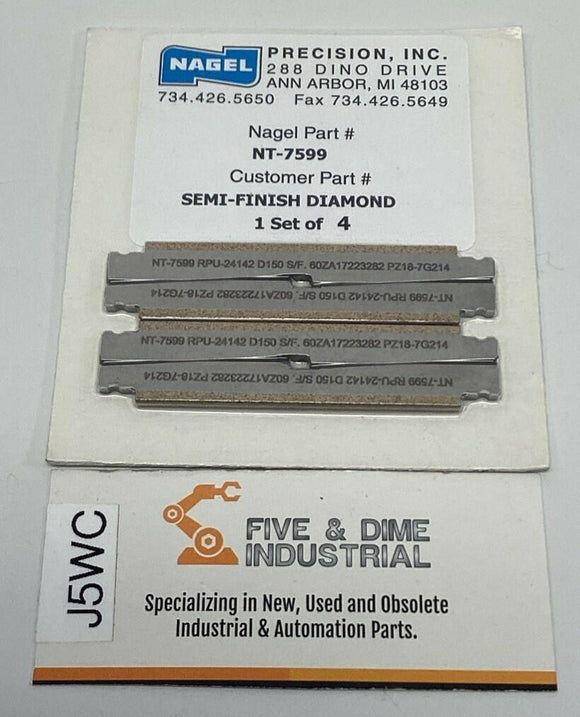 NAGEL
PRECISION, INC.
288 DINO DRIVE
ANN ARBOR, MI 48103
734.426.5650 Fax 734.426.5649
Nagel Part #
NT-7599
Customer Part #
SEMI-FINISH DIAMOND
1 Set of 4
NT-7599 RPU-24142 D150 S/F. 60ZA17223282 PZ18-7G214
NT-7599 RPU-24142 D150 S/F. 60ZA17223282 PZ18-7G214
NT-7599 RPU-24142 D150 S/F. 60ZA17223282 PZ18-7G214
NT-7599 RPU-24142 D150 S/F. 60ZA17223282 PZ18-7G214
J5WC
FIVE & DIME
INDUSTRIAL
Specializing in New, Used and Obsolete
Industrial & Automation Parts.